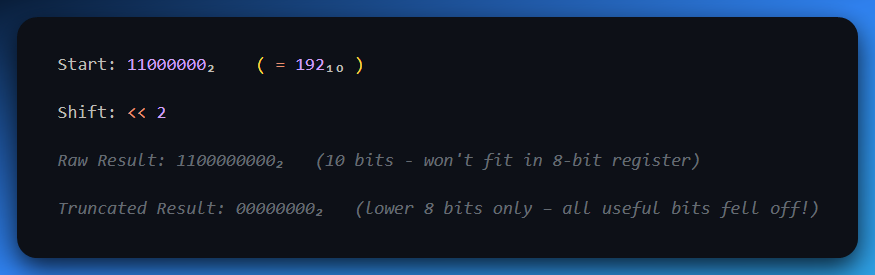 Start: 11000000₂    ( = 192₁₀ )
Shift: << 2
Raw Result: 1100000000₂   (10 bits - won't fit in 8-bit register)
Truncated Result: 00000000₂   (lower 8 bits only – all useful bits fell off!)